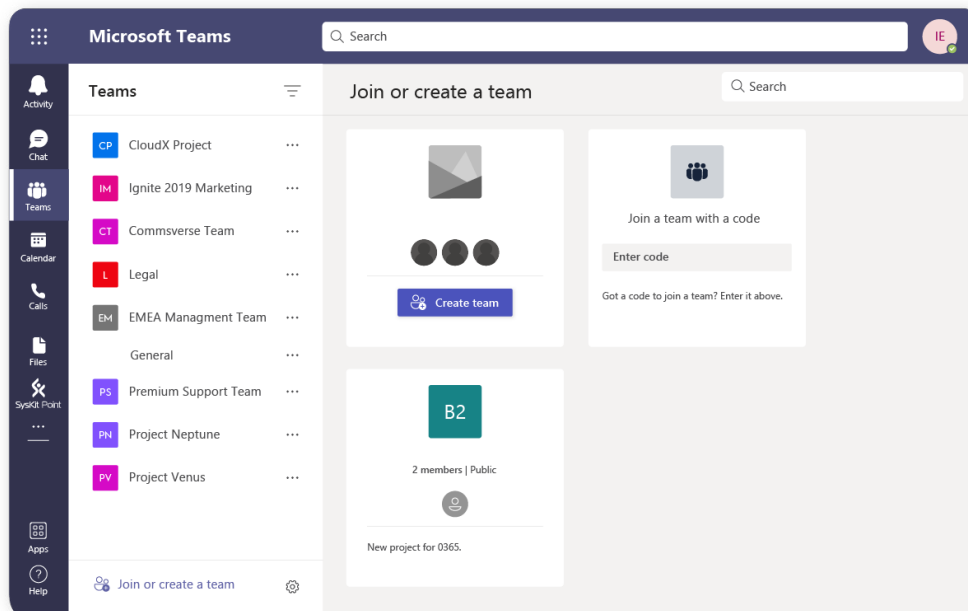 Microsoft Teams
Search
IE
Activity
Chat
Teams
Calendar
Calls
Files
SysKit Point
Apps
Help
Teams
CP CloudX Project
IM Ignite 2019 Marketing
CT Commsverse Team
L Legal
EM EMEA Managment Team
General
PS Premium Support Team
PN Project Neptune
PV Project Venus
Join or create a team
Join or create a team
Search
Create team
Join a team with a code
Enter code
Got a code to join a team? Enter it above.
B2
2 members | Public
New project for 0365.